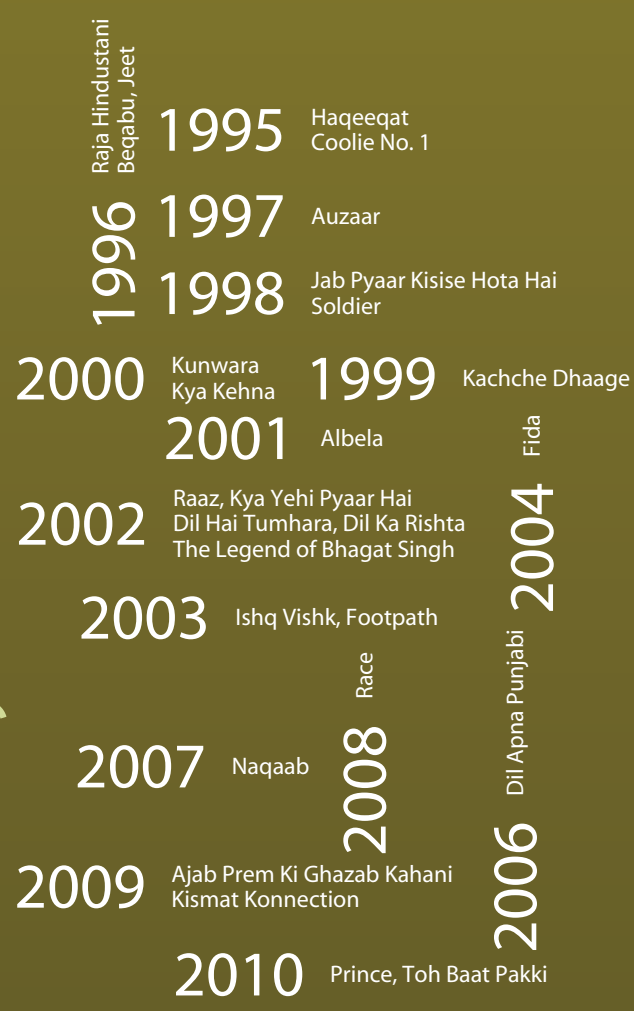 1995
Haqeeqat
Coolie No. 1
1996
Raja Hindustani
Beqabu, Jeet
1997
Auzaar
1998
Jab Pyaar Kisise Hota Hai
Soldier
2000
Kunwara
Kya Kehna
1999
Kachche Dhaage
2001
Albela
2002
Raaz, Kya Yehi Pyaar Hai
Dil Hai Tumhara, Dil Ka Rishta
The Legend of Bhagat Singh
2004
Fida
2003
Ishq Vishk, Footpath
2007
Naqaab
2008
Race
2006
Dil Apna Punjabi
2009
Ajab Prem Ki Ghazab Kahani
Kismat Konnection
2010
Prince, Toh Baat Pakki